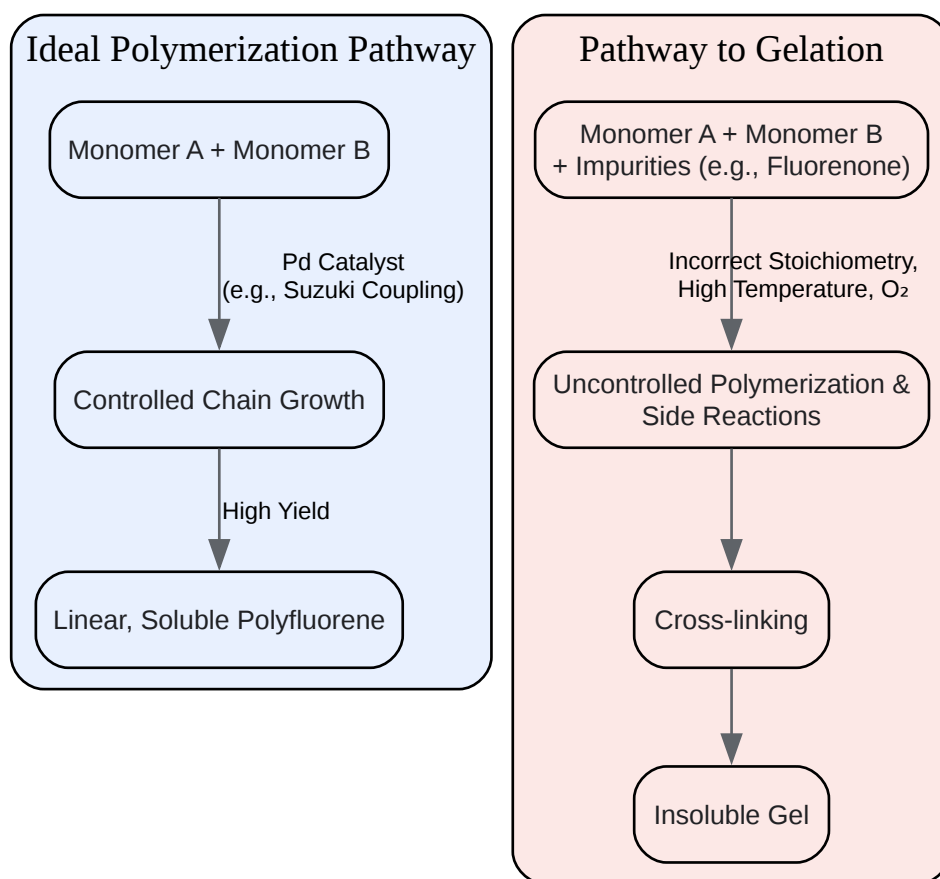 Ideal Polymerization Pathway
Monomer A + Monomer B
Pd Catalyst
(e.g., Suzuki Coupling)
Controlled Chain Growth
High Yield
Linear, Soluble Polyfluorene
Pathway to Gelation
Monomer A + Monomer B
+ Impurities (e.g., Fluorenone)
Incorrect Stoichiometry,
High Temperature, O₂
Uncontrolled Polymerization &
Side Reactions
Cross-linking
Insoluble Gel